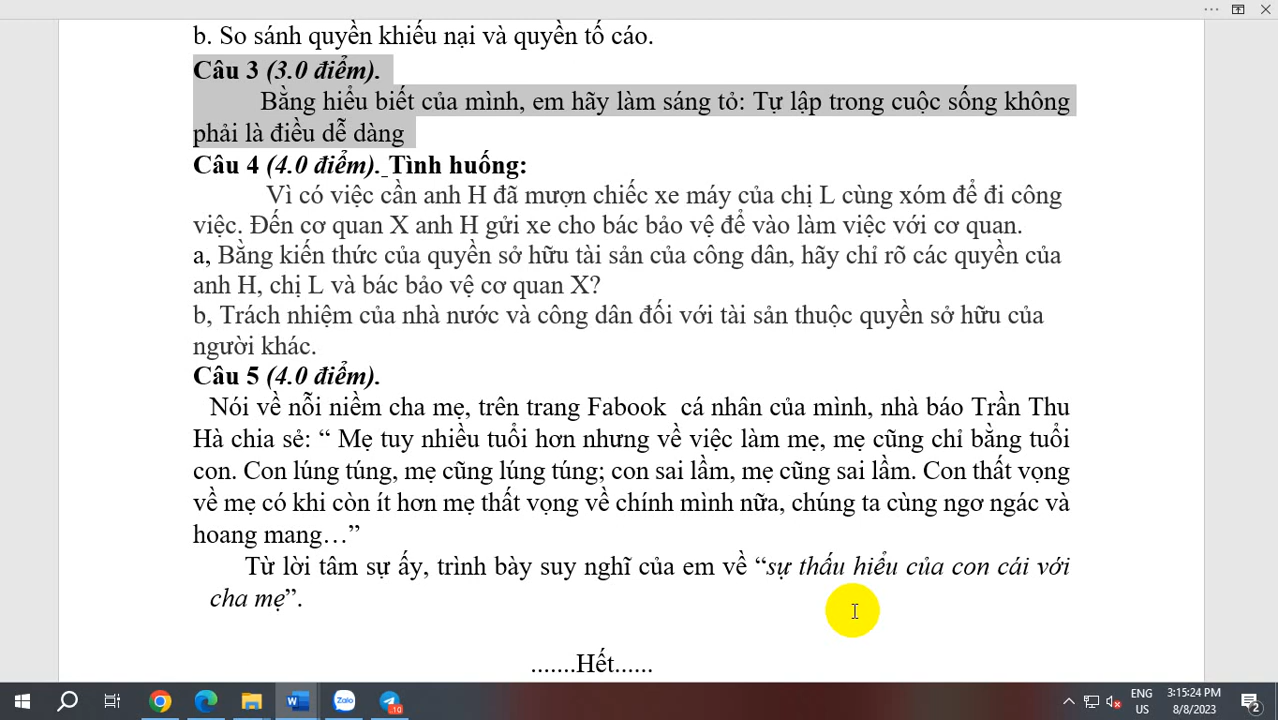 b. So sánh quyền khiếu nại và quyền tố cáo.
Câu 3 (3.0 điểm).
Bằng hiểu biết của mình, em hãy làm sáng tỏ: Tự lập trong cuộc sống không
phải là điều dễ dàng
Câu 4 (4.0 điểm). Tình huống:
Vì có việc cần anh H đã mượn chiếc xe máy của chị L cùng xóm để đi công
việc. Đến cơ quan X anh H gửi xe cho bác bảo vệ để vào làm việc với cơ quan.
a, Bằng kiến thức của quyền sở hữu tài sản của công dân, hãy chỉ rõ các quyền của
anh H, chị L và bác bảo vệ cơ quan X?
b, Trách nhiệm của nhà nước và công dân đối với tài sản thuộc quyền sở hữu của
người khác.
Câu 5 (4.0 điểm).
Nói về nỗi niềm cha mẹ, trên trang Fabook cá nhân của mình, nhà báo Trần Thu
Hà chia sẻ: “ Mẹ tuy nhiều tuổi hơn nhưng về việc làm mẹ, mẹ cũng chỉ bằng tuổi
con. Con lúng túng, mẹ cũng lúng túng; con sai lầm, mẹ cũng sai lầm. Con thất vọng
về mẹ có khi còn ít hơn mẹ thất vọng về chính mình nữa, chúng ta cùng ngơ ngác và
hoang mang…”
Từ lời tâm sự ấy, trình bày suy nghĩ của em về “sự thấu hiểu của con cái với
cha mẹ”.
.......Hết......
W
Zalo
10
ENG
US
3:15:24 PM
8/8/2023
2